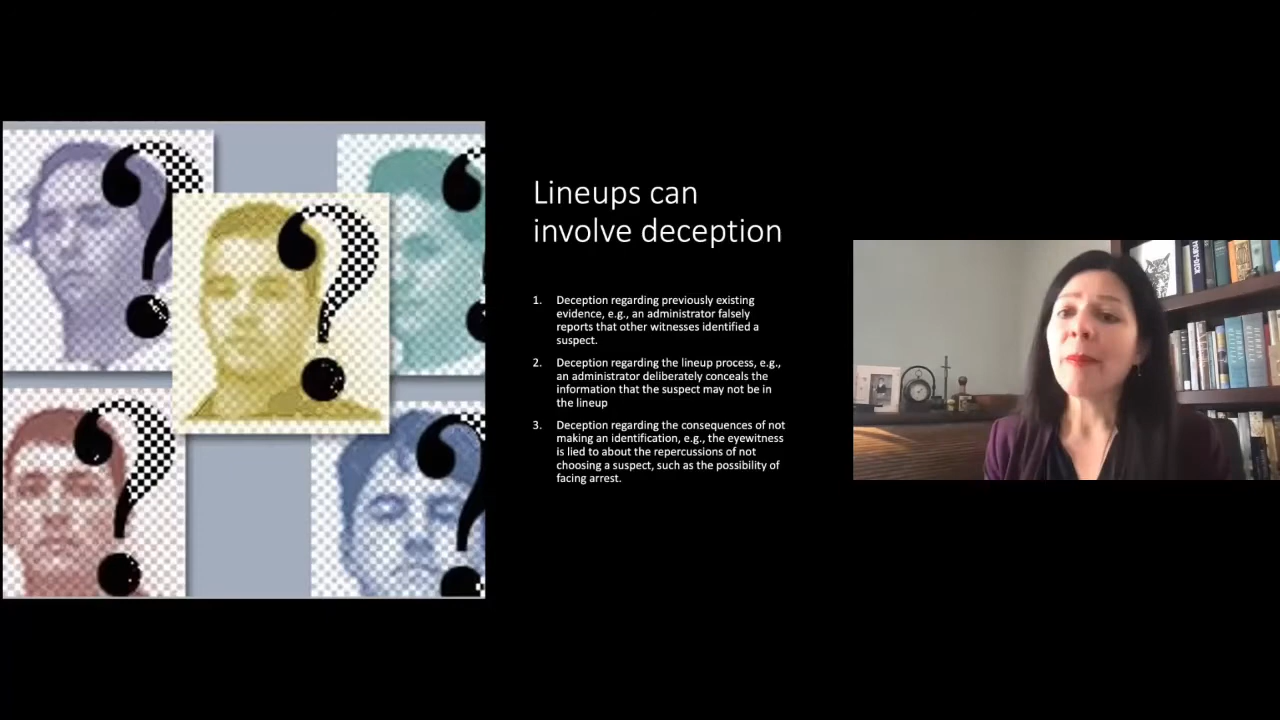 Lineups can
involve deception
1. Deception regarding previously existing
evidence, e.g., an administrator falsely
reports that other witnesses identified a
suspect.
2. Deception regarding the lineup process, e.g.,
an administrator deliberately conceals the
information that the suspect may not be in
the lineup
3. Deception regarding the consequences of not
making an identification, e.g., the eyewitness
is lied to about the repercussions of not
choosing a suspect, such as the possibility of
facing arrest.